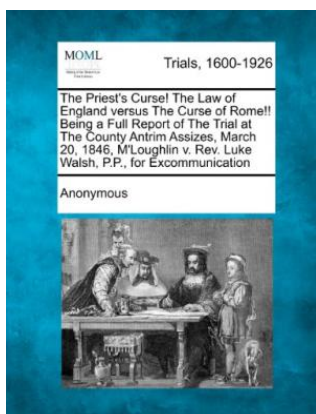 MOML
Trials, 1600-1926
The Priest's Curse! The Law of
England versus The Curse of Rome!!
Being a Full Report of The Trial at
The County Antrim Assizes, March
20, 1846, M'Loughlin v. Rev. Luke
Walsh, P.P., for Excommunication
Anonymous